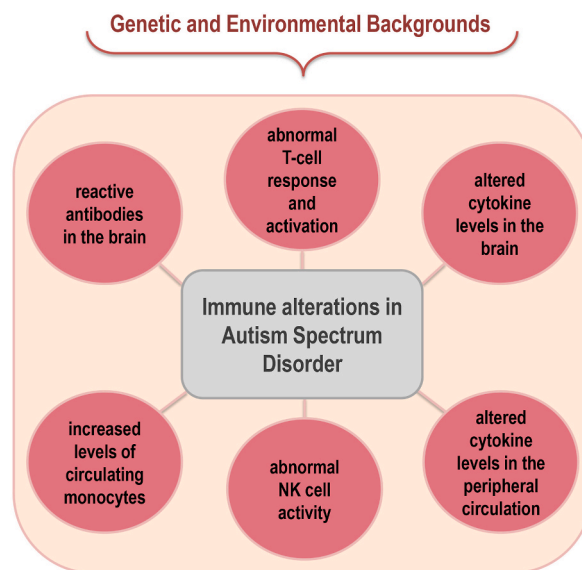 Genetic and Environmental Backgrounds
abnormal
T-cell
response
and
activation
reactive
antibodies
in the brain
altered
cytokine
levels in the
brain
Immune alterations in
Autism Spectrum
Disorder
increased
levels of
circulating
monocytes
abnormal
NK cell
activity
altered
cytokine
levels in the
peripheral
circulation